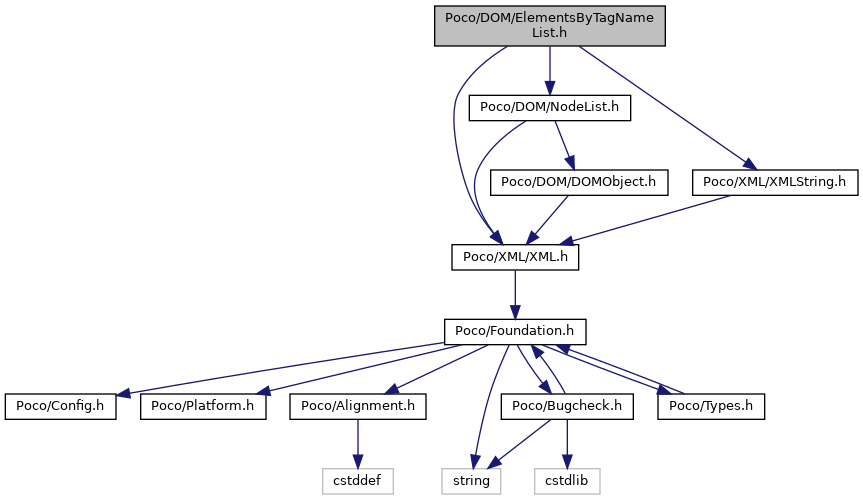 Poco/DOM/ElementsByTagName
List.h
Poco/DOM/NodeList.h
Poco/DOM/DOMObject.h
Poco/XML/XMLString.h
Poco/XML/XML.h
Poco/Foundation.h
Poco/Config.h
Poco/Platform.h
Poco/Alignment.h
Poco/Bugcheck.h
Poco/Types.h
cstddef
string
cstdlib